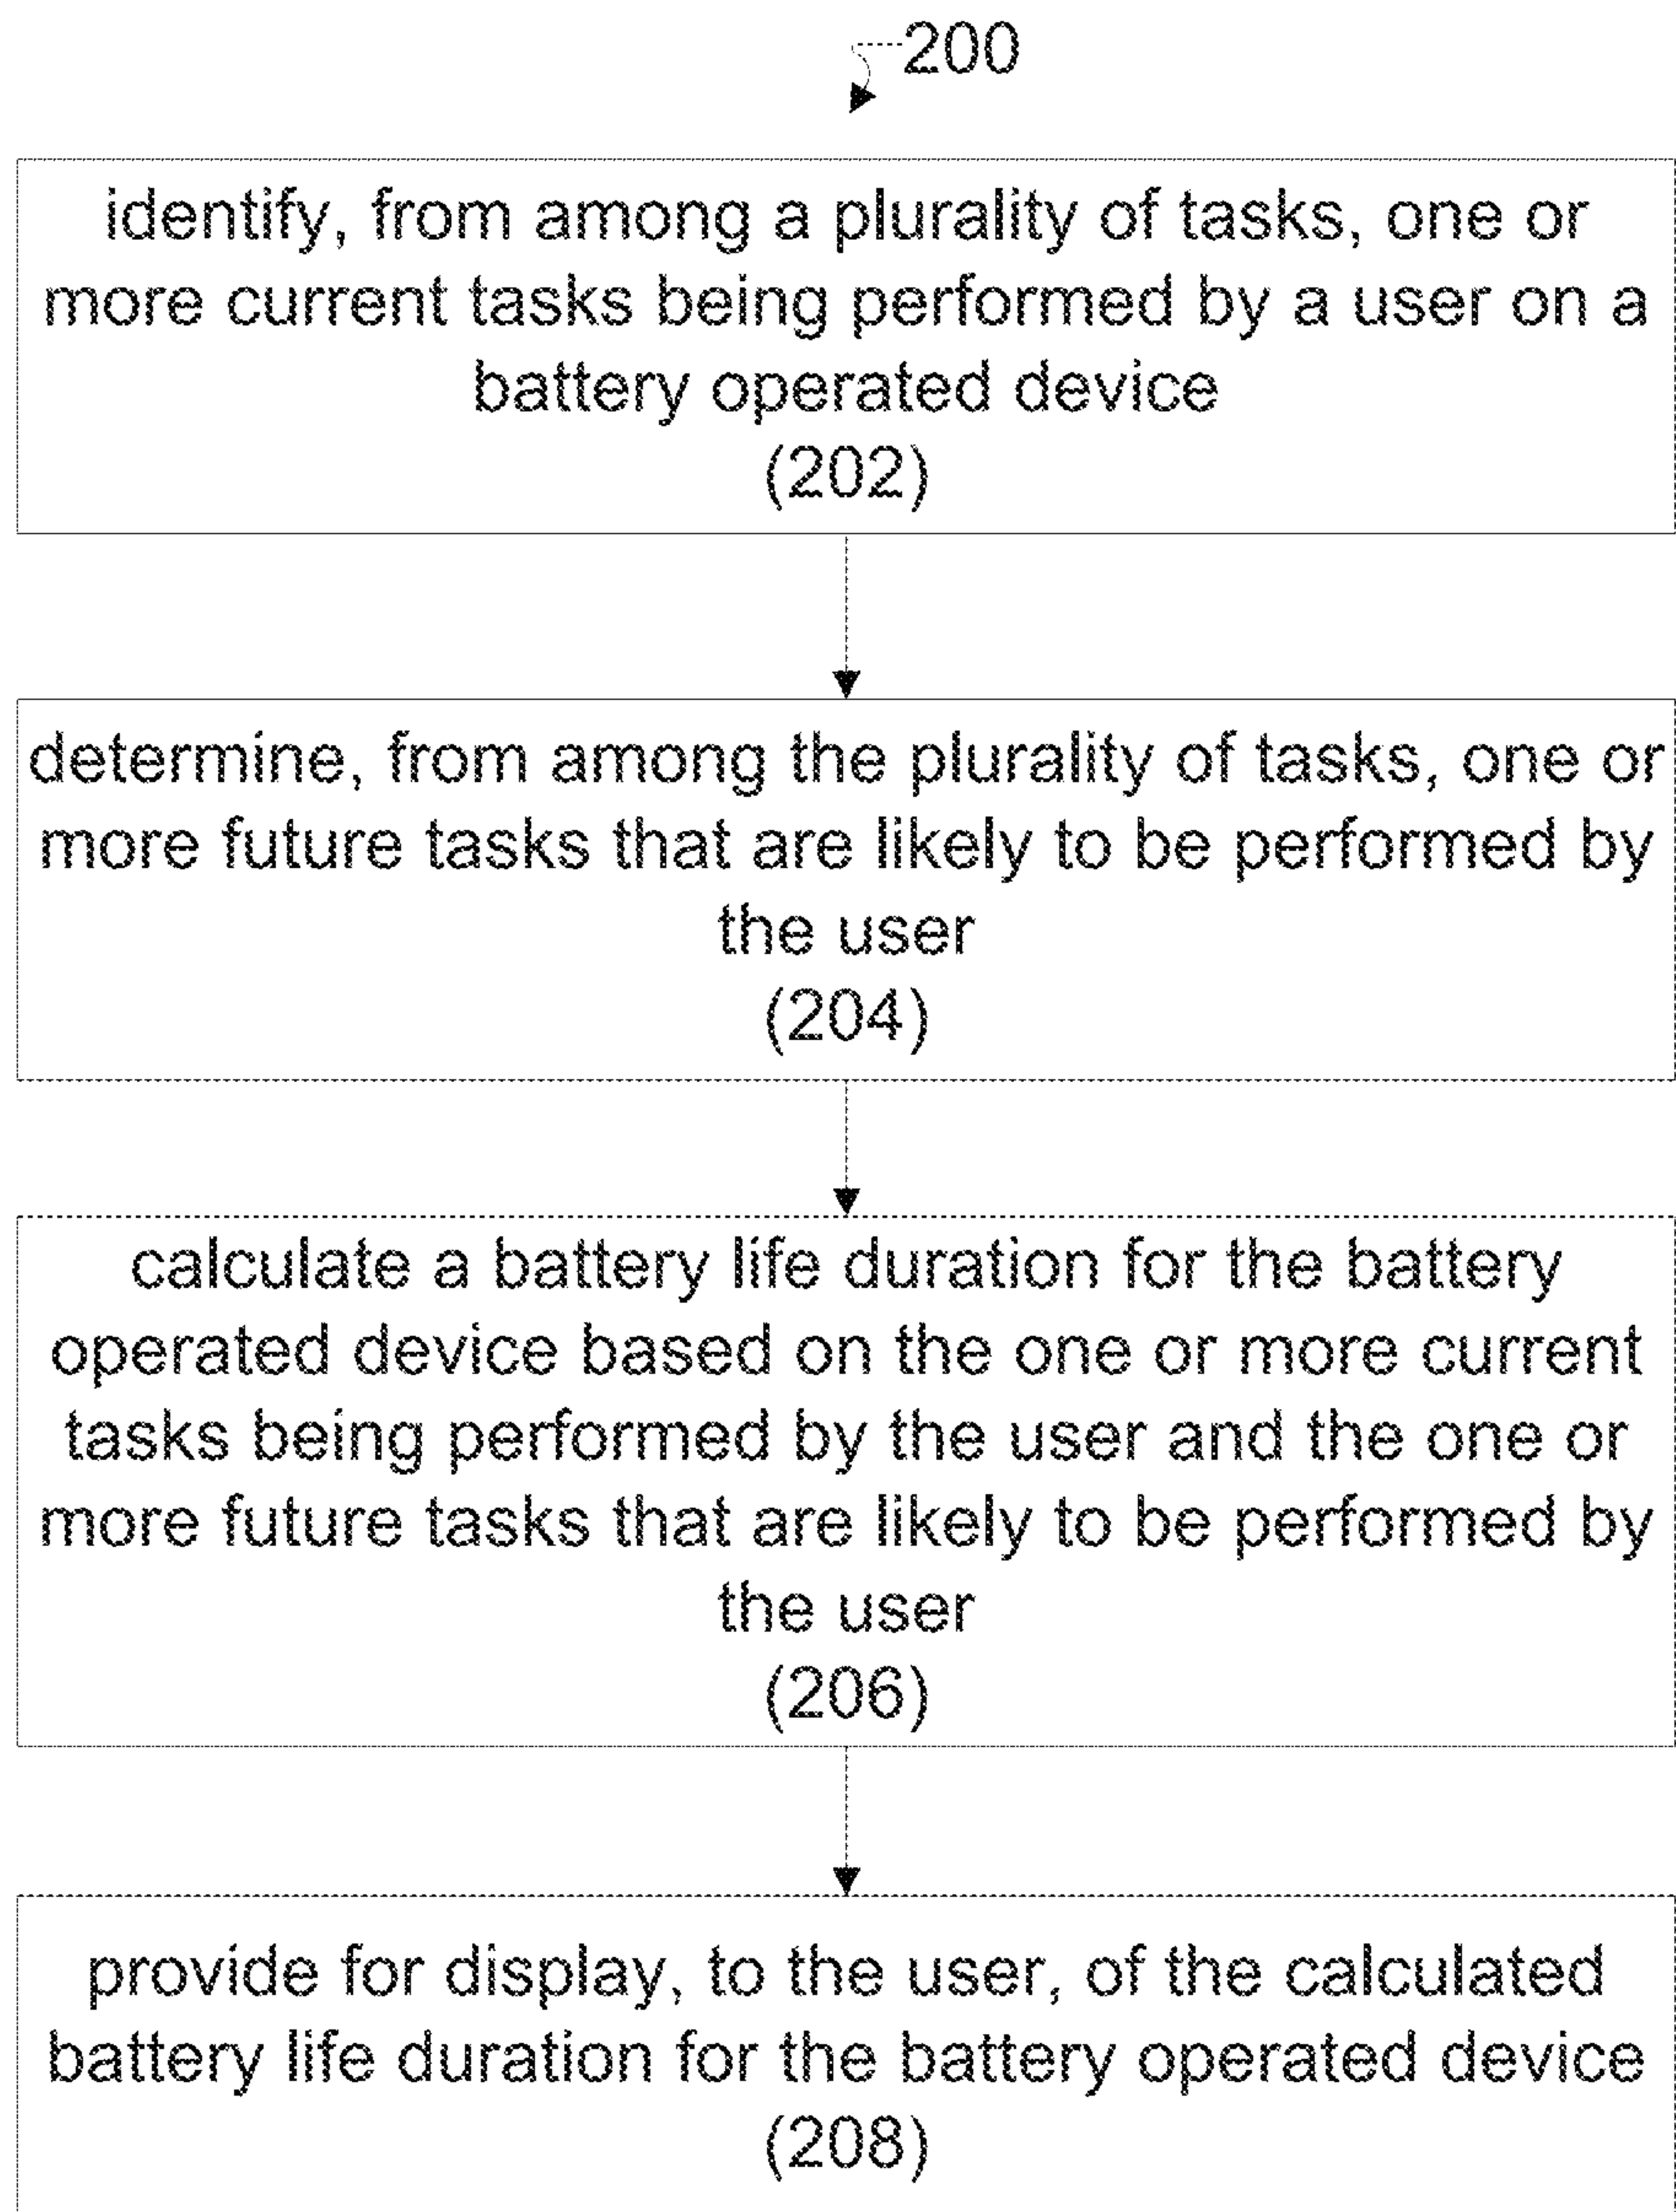 200
identify, from among a plurality of tasks, one or
more current tasks being performed by a user on a
battery operated device
(202)
determine, from among the plurality of tasks, one or
more future tasks that are likely to be performed by
the user
(204)
calculate a battery life duration for the battery
operated device based on the one or more current
tasks being performed by the user and the one or
more future tasks that are likely to be performed by
the user
(206)
provide for display, to the user, of the calculated
battery life duration for the battery operated device
(208)